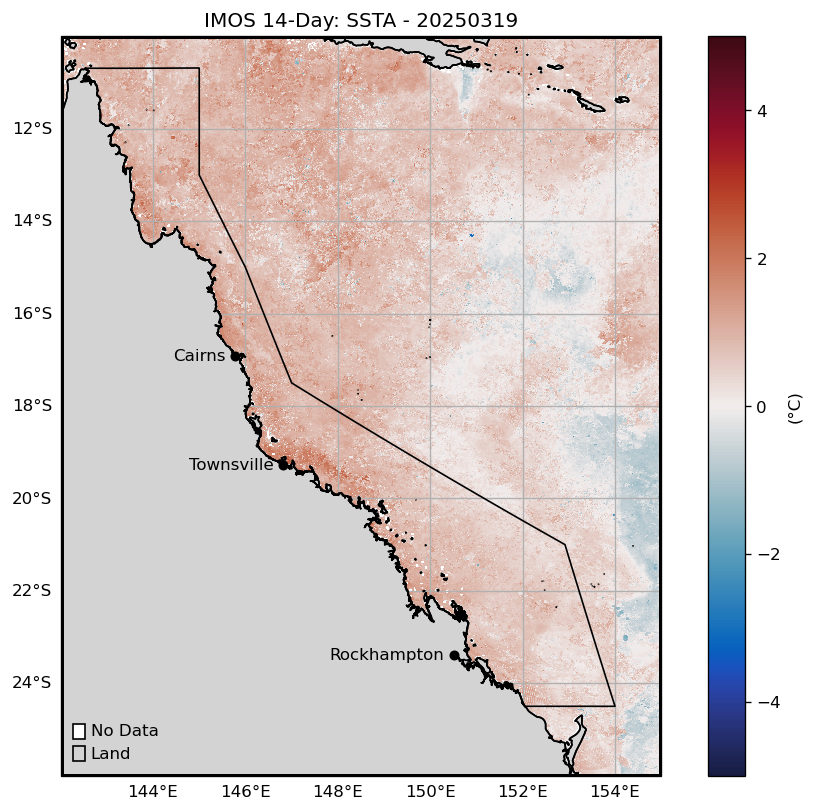 IMOS 14-Day: SSTA - 20250319
12°S
14°S
16°S
18°S
20°S
22°S
24°S
Cairns
Townsville
Rockhampton
No Data
Land
144°E 146°E 148°E 150°E 152°E 154°E
4
2
0
−2
−4
(°C)